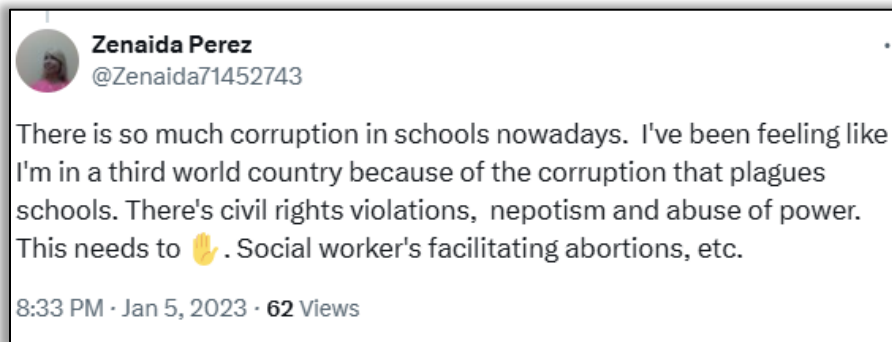 Zenaida Perez
@Zenaida71452743
There is so much corruption in schools nowadays.  I've been feeling like
I'm in a third world country because of the corruption that plagues
schools. There's civil rights violations,  nepotism and abuse of power.
This needs to ✋ . Social worker's facilitating abortions, etc.
8:33 PM · Jan 5, 2023 · 62 Views